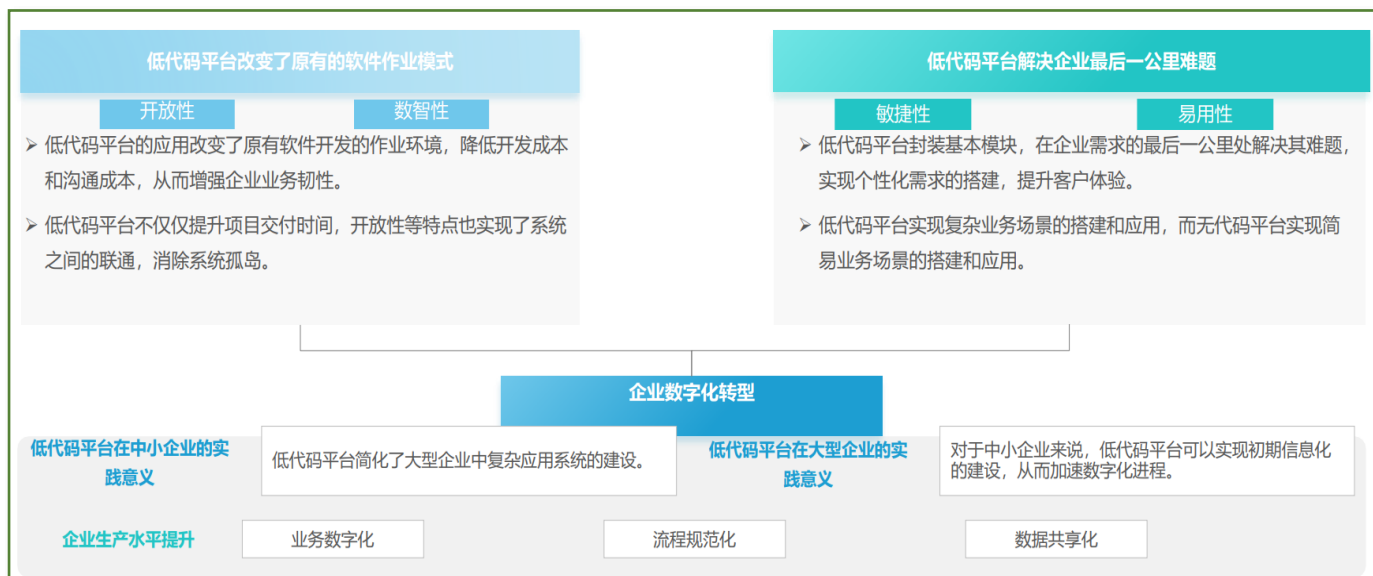 低代码平台改变了原有的软件作业模式
开放性
数智性
低代码平台的应用改变了原有软件开发的作业环境，降低开发成本
和沟通成本，从而增强企业业务韧性。
低代码平台不仅仅提升项目交付时间，开放性等特点也实现了系统
之间的联通，消除系统孤岛。
低代码平台解决企业最后一公里难题
敏捷性
易用性
低代码平台封装基本模块，在企业需求的最后一公里处解决其难题，
实现个性化需求的搭建，提升客户体验。
低代码平台实现复杂业务场景的搭建和应用，而无代码平台实现简
易业务场景的搭建和应用。
企业数字化转型
低代码平台在中小企业的实
践意义
低代码平台简化了大型企业中复杂应用系统的建设。
低代码平台在大型企业的实
践意义
对于中小企业来说，低代码平台可以实现初期信息化
的建设，从而加速数字化进程。
企业生产水平提升
业务数字化
流程规范化
数据共享化